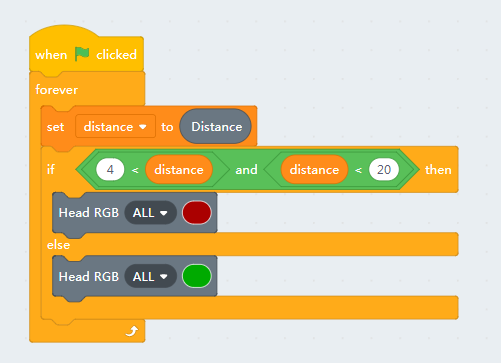 when clicked
forever
set distance to Distance
if 4 < distance and distance < 20 then
Head RGB ALL
else
Head RGB ALL